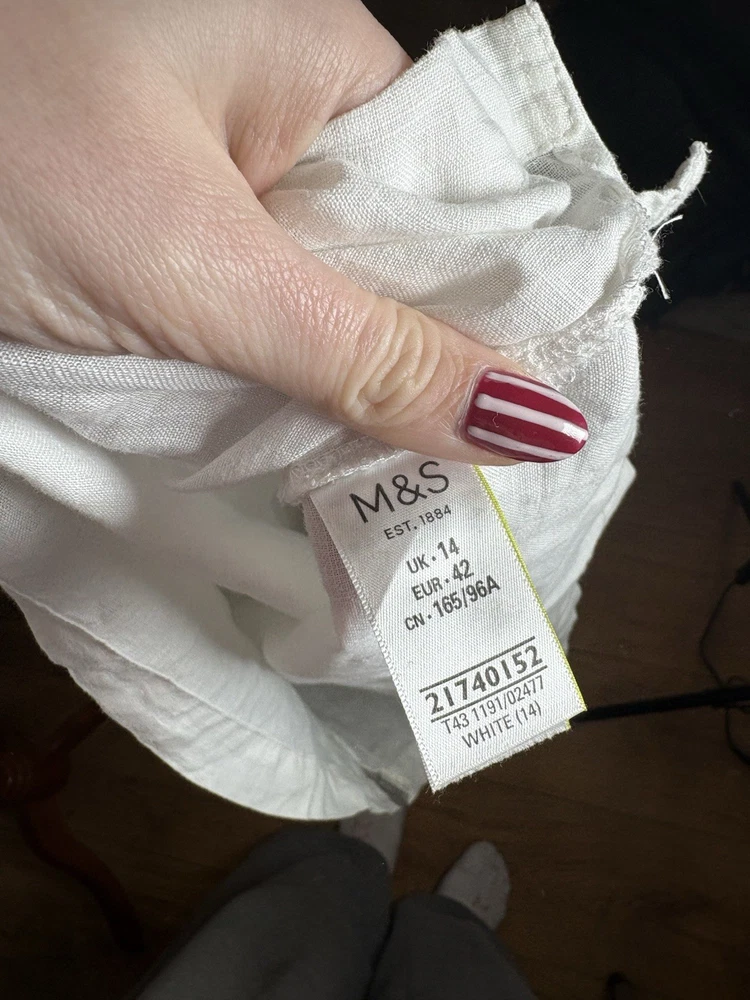 M&S
EST. 1884
UK • 14
EUR • 42
CN • 165/96A
21740152
T43 1191/02477
WHITE (14)